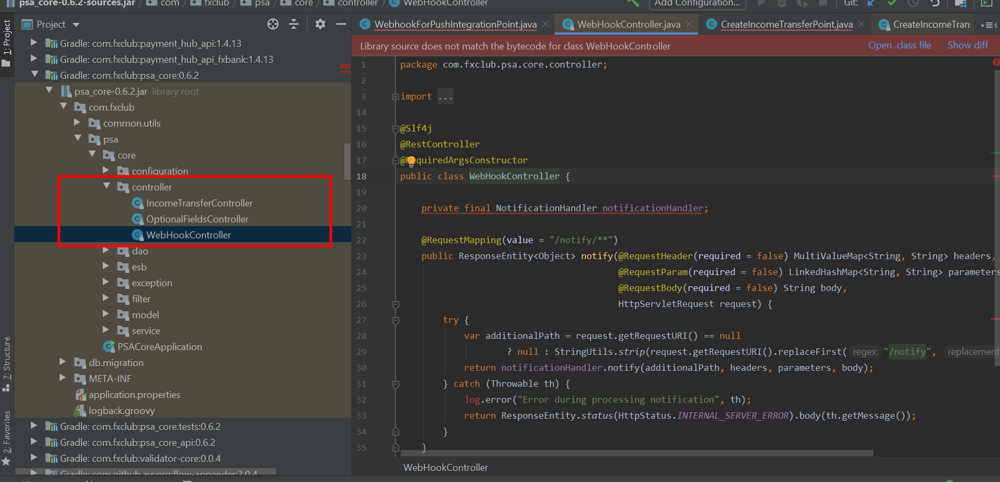 psa_core-0.6.2-sources.jar com fxclub psa core controller WebHookController Add Configuration... Git:
1: Project
7: Structure
2: Favorites
Project
Gradle: com.fxclub:payment_hub_api:1.4.13
Gradle: com.fxclub:payment_hub_api_fxbank:1.4.13
Gradle: com.fxclub:psa_core:0.6.2
psa_core-0.6.2.jar library root
com.fxclub
common.utils
psa
core
configuration
controller
IncomeTransferController
OptionalFieldsController
WebHookController
dao
esb
exception
filter
model
service
PSACoreApplication
db.migration
META-INF
application.properties
logback.groovy
Gradle: com.fxclub:psa_core:tests:0.6.2
Gradle: com.fxclub:psa_core_api:0.6.2
Gradle: com.fxclub:validator-core:0.0.4
Gradle: com.github.avvero:flow-appender:2.0.4
WebhookForPushIntegrationPoint.java WebHookController.java CreateIncomeTransferPoint.java CreateIncomeTran: 6
Library source does not match the bytecode for class WebHookController Open .class file Show diff
1 package com.fxclub.psa.core.controller;
2
3 import ...
14
15 @Slf4j
16 @RestController
17 @RequiredArgsConstructor
18 public class WebHookController {
19
20 private final NotificationHandler notificationHandler;
21
22 @RequestMapping(value = "/notify/**")
23 public ResponseEntity<Object> notify(@RequestHeader(required = false) MultiValueMap<String, String> headers,
24 @RequestParam(required = false) LinkedHashMap<String, String> parameters
25 @RequestBody(required = false) String body,
26 HttpServletRequest request) {
27 try {
28 var additionalPath = request.getRequestURI() == null
29 ? null : StringUtils.strip(request.getRequestURI().replaceFirst( regex: "/notify", replacement
30 return notificationHandler.notify(additionalPath, headers, parameters, body);
31 } catch (Throwable th) {
32 log.error("Error during processing notification", th);
33 return ResponseEntity.status(HttpStatus.INTERNAL_SERVER_ERROR).body(th.getMessage());
34 }
35 }
WebHookController